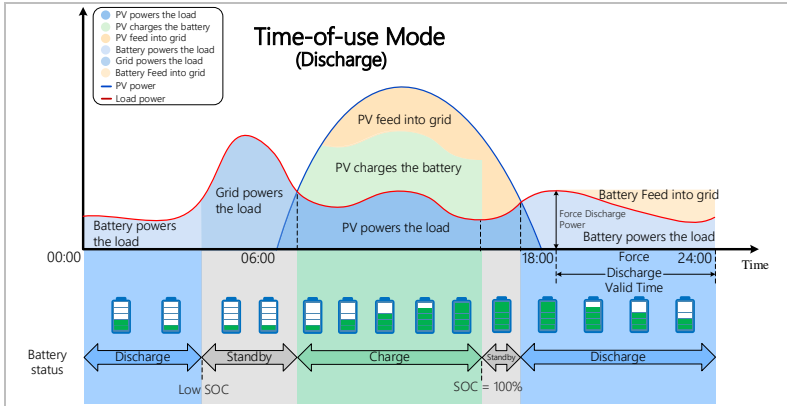 PV powers the load
PV charges the battery
PV feed into grid
Battery powers the load
Grid powers the load
Battery Feed into grid
PV power
Load power
Time-of-use Mode
(Discharge)
PV feed into grid
PV charges the battery
Grid powers
the load
Battery powers
the load
PV powers the load
Battery Feed into grid
Force Discharge
Power
Battery powers the load
00:00
06:00
18:00
24:00
Time
Force
Discharge
Valid Time
Battery
status
Discharge
Standby
Charge
Standby
Discharge
Low SOC
SOC = 100%